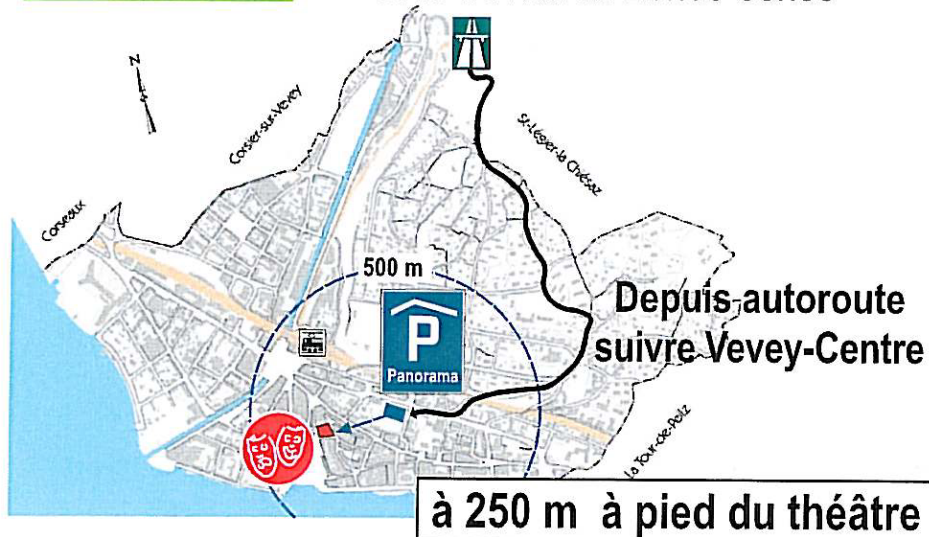 N
Corsier-sur-Vevey
St-Légier-la Chiésaz
Corseaux
500 m
P
Panorama
Depuis autoroute
suivre Vevey-Centre
La Tour-de-Peilz
à 250 m à pied du théâtre